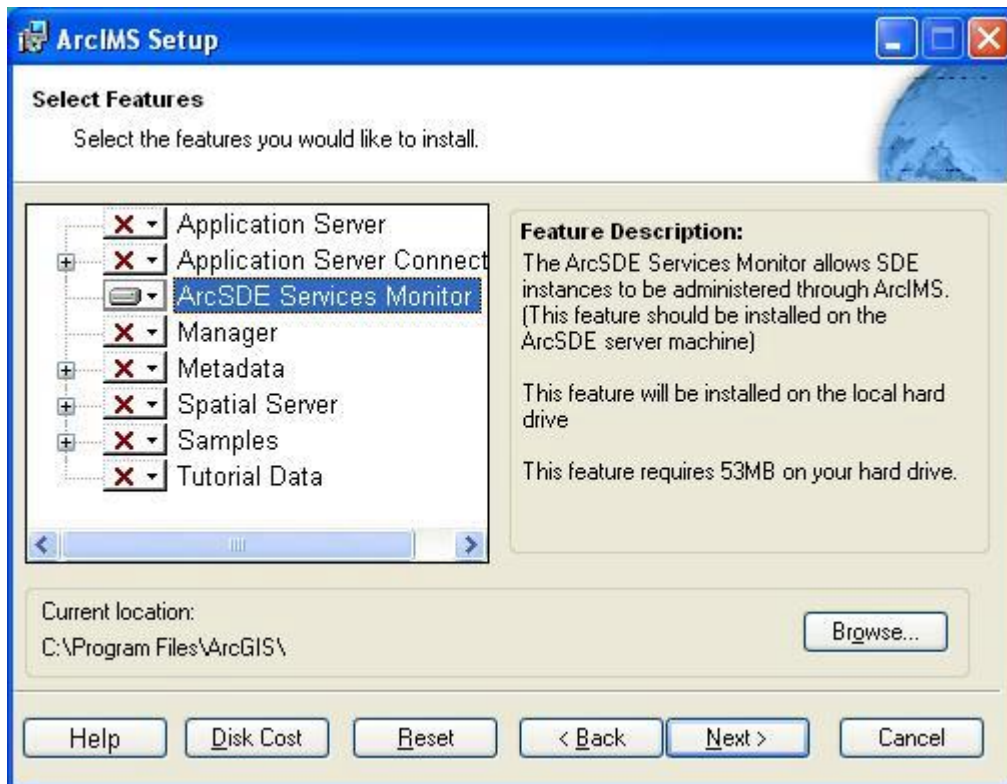 ArcIMS Setup
Select Features
Select the features you would like to install.
Application Server
Application Server Connect
ArcSDE Services Monitor
Manager
Metadata
Spatial Server
Samples
Tutorial Data
Feature Description:
The ArcSDE Services Monitor allows SDE
instances to be administered through ArcIMS.
(This feature should be installed on the
ArcSDE server machine)
This feature will be installed on the local hard
drive
This feature requires 53MB on your hard drive.
Current location:
C:\Program Files\ArcGIS\
Browse...
Help
Disk Cost
Reset
< Back
Next >
Cancel